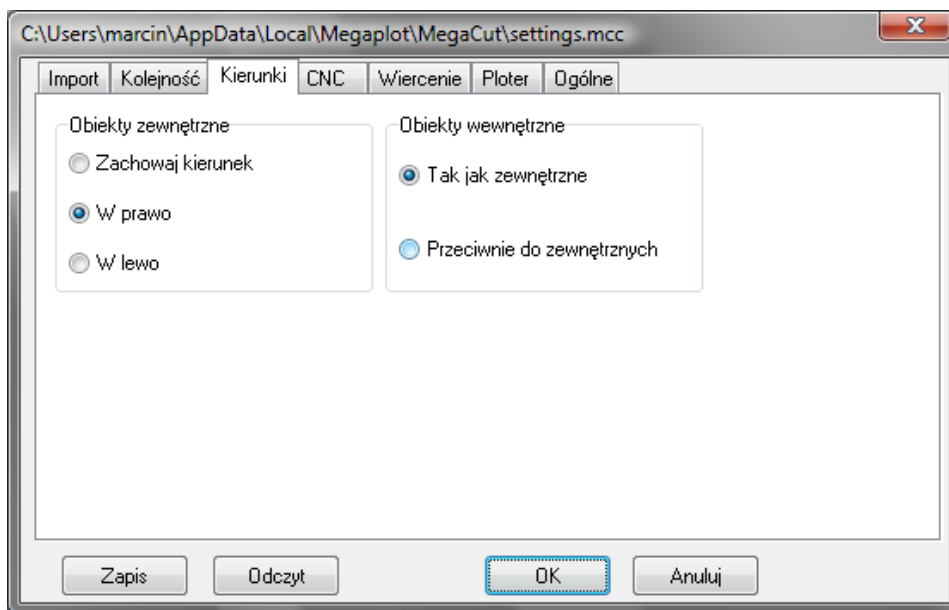 C:\Users\marcin\AppData\Local\Megaplot\MegaCut\settings.mcc
Import Kolejność Kierunki CNC Wiercenie Ploter Ogólne
Obiekty zewnętrzne
Zachowaj kierunek
W prawo
W lewo
Obiekty wewnętrzne
Tak jak zewnętrzne
Przeciwnie do zewnętrznych
Zapis Odczyt OK Anuluj